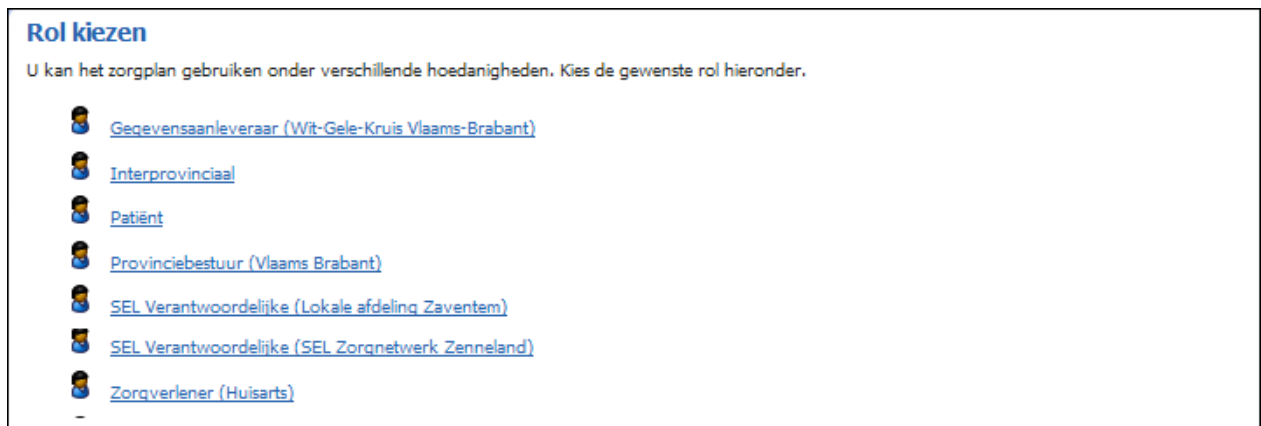 Rol kiezen
U kan het zorgplan gebruiken onder verschillende hoedanigheden. Kies de gewenste rol hieronder.
Gegevensaanleveraar (Wit-Gele-Kruis Vlaams-Brabant)
Interprovinciaal
Patiënt
Provinciebestuur (Vlaams Brabant)
SEL Verantwoordelijke (Lokale afdeling Zaventem)
SEL Verantwoordelijke (SEL Zorgnetwerk Zenneland)
Zorgverlener (Huisarts)